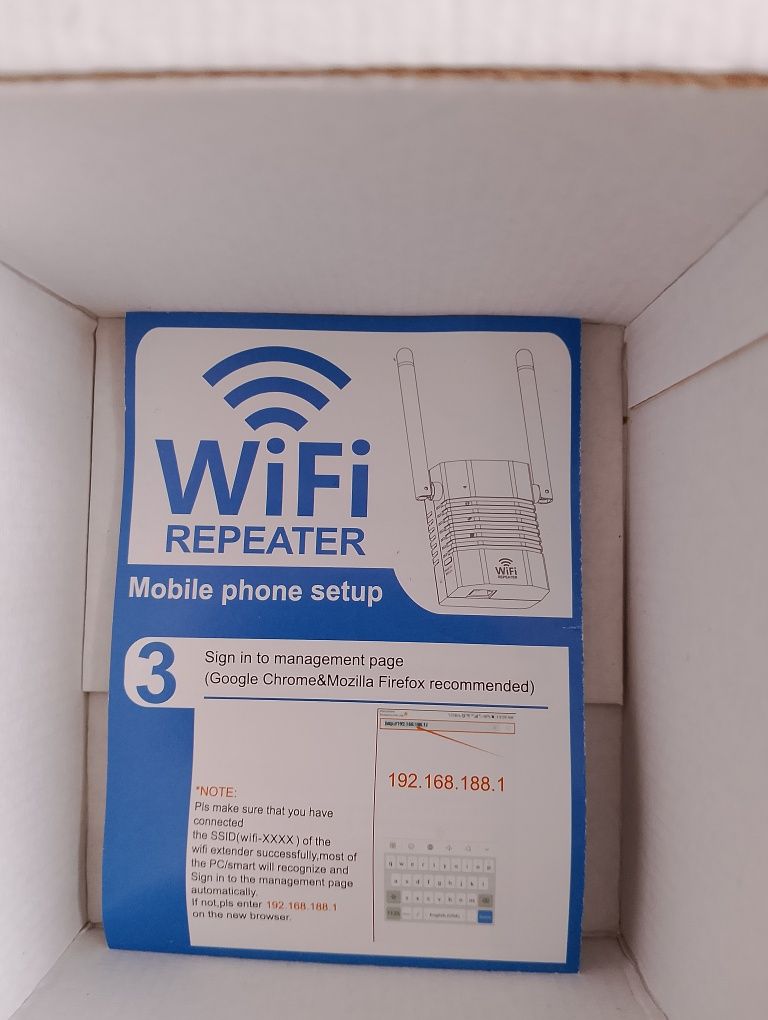 WiFi
REPEATER
WiFi
REPEATER
Mobile phone setup
3
Sign in to management page
(Google Chrome&Mozilla Firefox recommended)
192.168.188.1
*NOTE:
Pls make sure that you have
connected
the SSID(wifi-XXXX) of the
wifi extender successfully,most of
the PC/smart will recognize and
Sign in to the management page
automatically.
If not,pls enter 192.168.188.1
on the new browser.